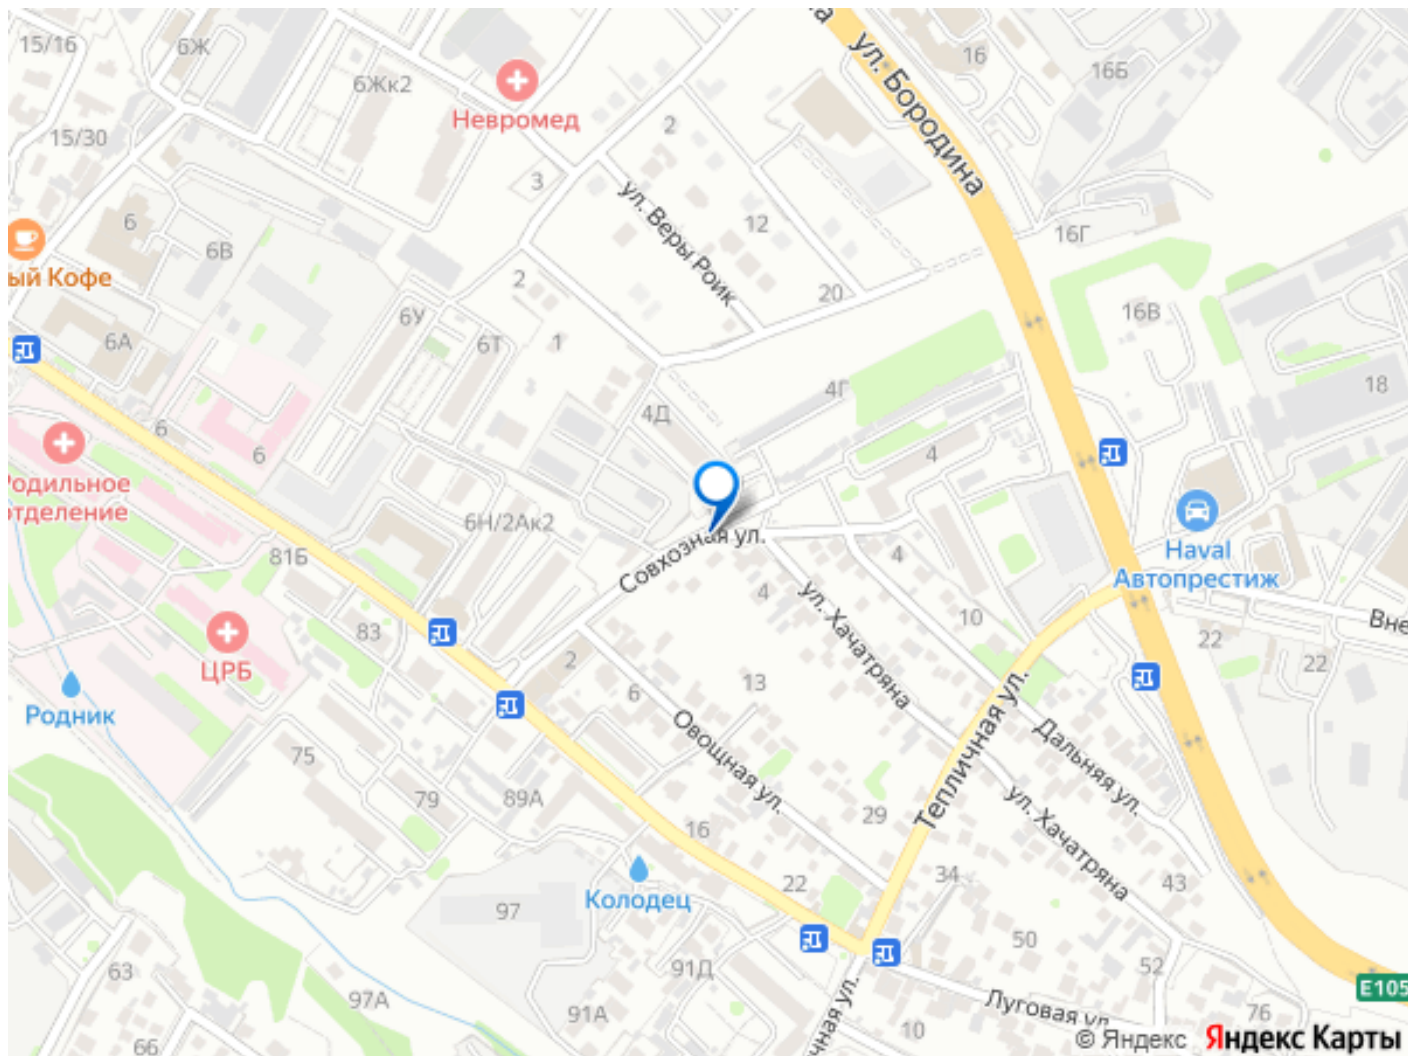 15/16
6Ж
6Жк2
Невромед
15/30
3
2
ул. Бородина
16
16Б
ул. Веры Роик
12
16Г
6
6В
ый Кофе
2
20
16В
6А
6У
6Т
1
18
4Г
4Д
4
6
6
Родильное
отделение
6Н/2Ак2
81Б
Совхозная ул.
Haval
Автопрестиж
4
4
10
Вне
22
22
83
ЦРБ
2
6
13
ул. Хачатряна
Тепличная ул.
Дальняя ул.
Родник
75
79
89А
Овощная ул.
29
ул. Хачатряна
16
22
34
43
Колодец
97
50
52
63
97А
91Д
91А
66
Луговая ул
10
76
E105
чная ул.
© Яндекс Яндекс Карты